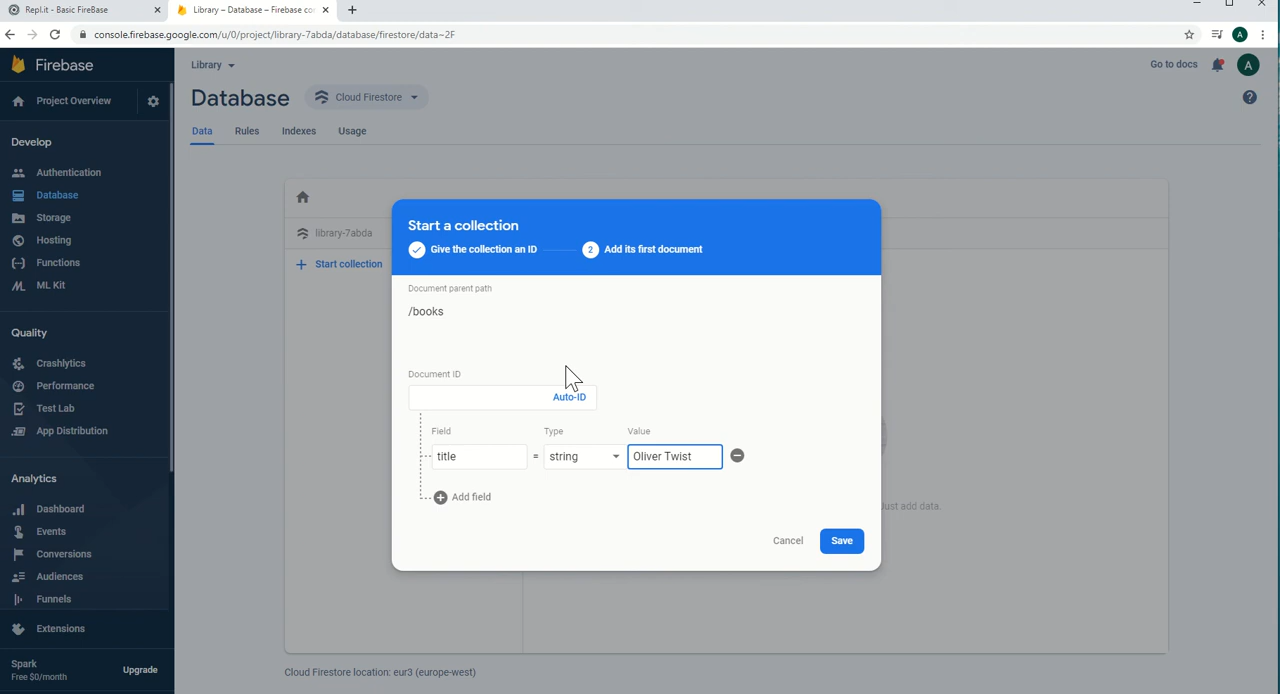 Repl.it - Basic FireBase
Library – Database – Firebase co
console.firebase.google.com/u/0/project/library-7abda/database/firestore/data~2F
A
Firebase
Library
Go to docs
A
Project Overview
Database
Cloud Firestore
Data Rules Indexes Usage
Develop
Authentication
Database
Storage
Hosting
Functions
ML Kit
Quality
Crashlytics
Performance
Test Lab
App Distribution
Analytics
Dashboard
Events
Conversions
Audiences
Funnels
Extensions
Spark
Free $0/month
Upgrade
library-7abda
Start collection
Start a collection
Give the collection an ID
2 Add its first document
Document parent path
/books
Document ID
Auto-ID
Field Type Value
title = string Oliver Twist
Add field
Just add data.
Cancel Save
Cloud Firestore location: eur3 (europe-west)